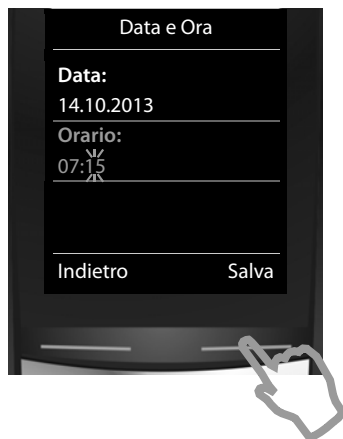 Data e Ora
Data:
14.10.2013
Orario:
07:15
Indietro Salva